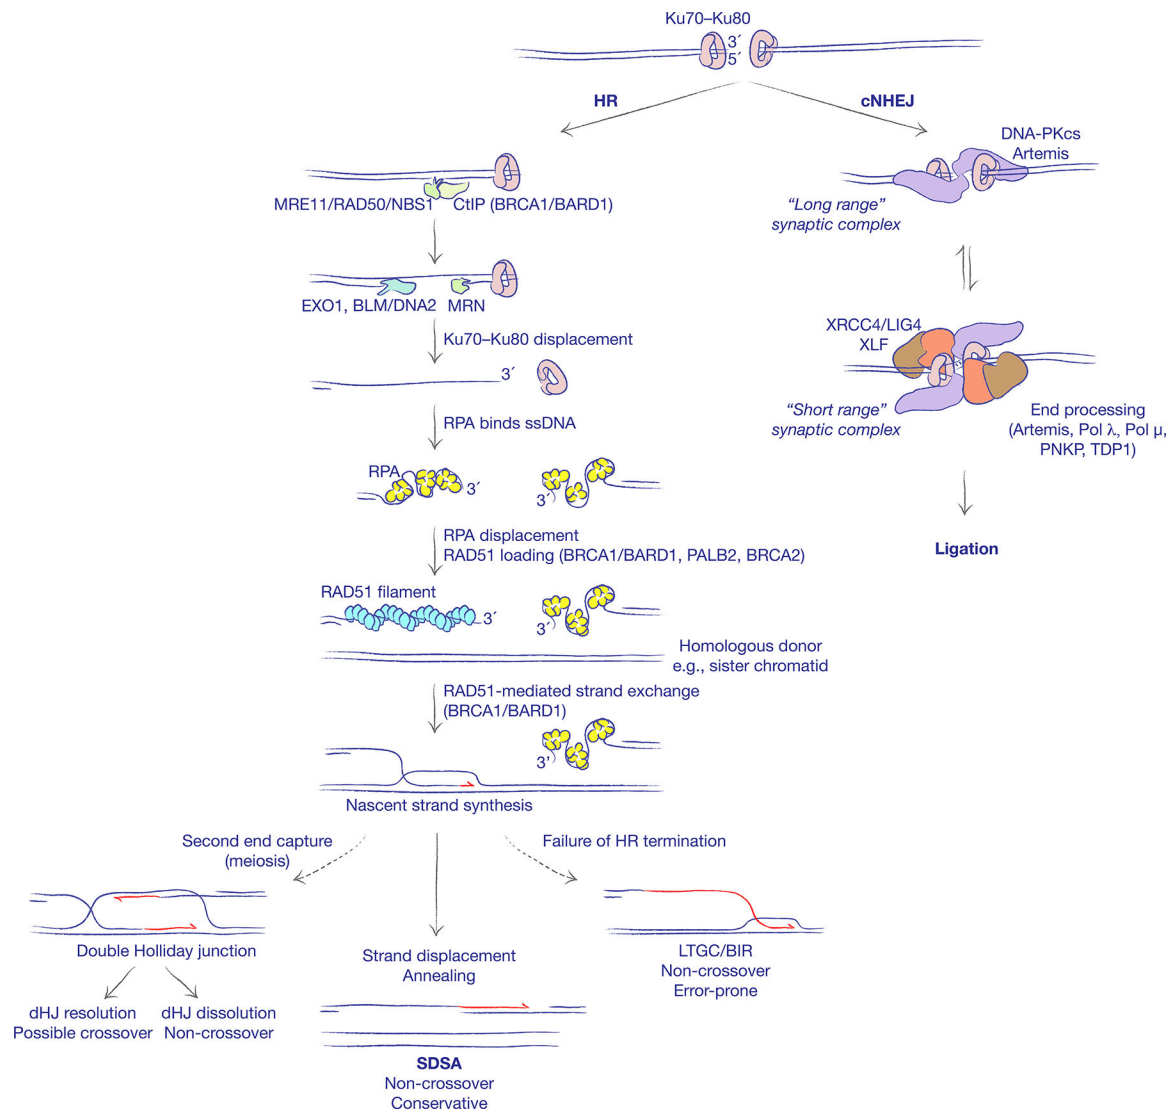 Ku70–Ku80
3´
5´
HR
cNHEJ
DNA-PKcs
Artemis
MRE11/RAD50/NBS1
CtIP (BRCA1/BARD1)
“Long range”
synaptic complex
EXO1, BLM/DNA2
MRN
XRCC4/LIG4
XLF
Ku70–Ku80 displacement
3´
“Short range”
synaptic complex
End processing
(Artemis, Pol λ, Pol µ,
PNKP, TDP1)
RPA binds ssDNA
RPA
3´
3´
RPA displacement
RAD51 loading (BRCA1/BARD1, PALB2, BRCA2)
Ligation
RAD51 filament
3´
3´
Homologous donor
e.g., sister chromatid
RAD51-mediated strand exchange
(BRCA1/BARD1)
3’
Nascent strand synthesis
Second end capture
(meiosis)
Failure of HR termination
Double Holliday junction
Strand displacement
Annealing
LTGC/BIR
Non-crossover
Error-prone
dHJ resolution
Possible crossover
dHJ dissolution
Non-crossover
SDSA
Non-crossover
Conservative